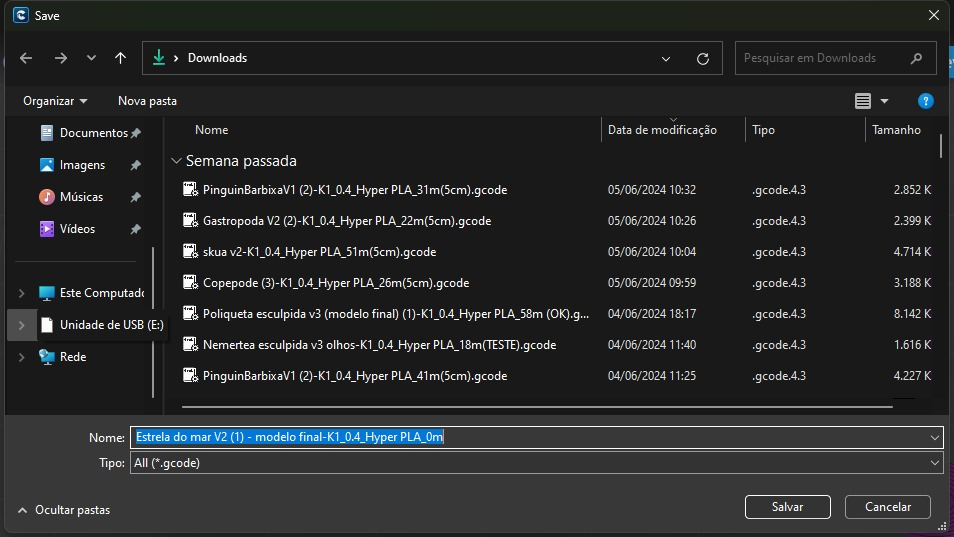 Save
Downloads
Pesquisar em Downloads
Organizar
Nova pasta
Documentos
Imagens
Músicas
Vídeos
Este Computado
Unidade de USB (E:)
Rede
Nome Data de modificação Tipo Tamanho
Semana passada
PinguinBarbixaV1 (2)-K1_0.4_Hyper PLA_31m(5cm).gcode 05/06/2024 10:32 .gcode.4.3 2.852 K
Gastropoda V2 (2)-K1_0.4_Hyper PLA_22m(5cm).gcode 05/06/2024 10:26 .gcode.4.3 2.399 K
skua v2-K1_0.4_Hyper PLA_51m(5cm).gcode 05/06/2024 10:04 .gcode.4.3 4.714 K
Copepode (3)-K1_0.4_Hyper PLA_26m(5cm).gcode 05/06/2024 09:59 .gcode.4.3 3.188 K
Poliqueta esculpida v3 (modelo final) (1)-K1_0.4_Hyper PLA_58m (OK).g... 04/06/2024 18:17 .gcode.4.3 8.142 K
Nemertea esculpida v3 olhos-K1_0.4_Hyper PLA_18m(TESTE).gcode 04/06/2024 11:40 .gcode.4.3 1.616 K
PinguinBarbixaV1 (2)-K1_0.4_Hyper PLA_41m(5cm).gcode 04/06/2024 11:25 .gcode.4.3 4.227 K
Nome: Estrela do mar V2 (1) - modelo final-K1_0.4_Hyper PLA_0m
Tipo: All (*.gcode)
Ocultar pastas
Salvar
Cancelar